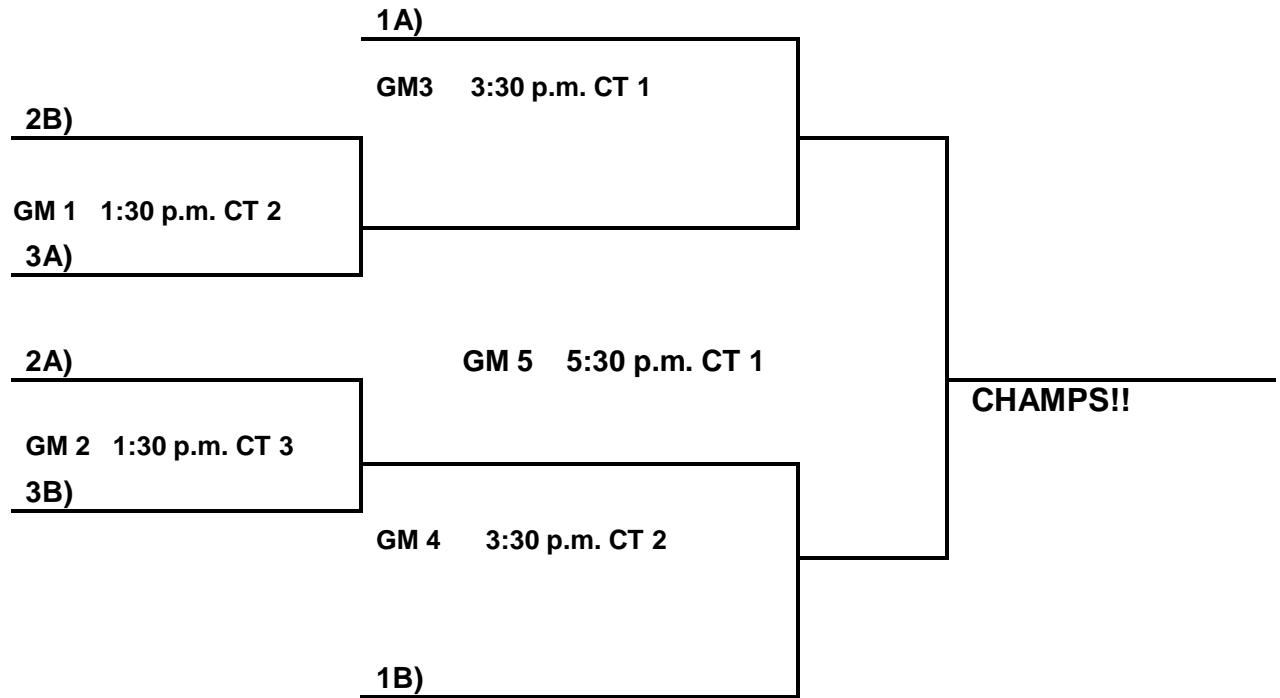 1A)
GM3 3:30 p.m. CT 1
2B)
GM 1 1:30 p.m. CT 2
3A)
2A)
GM 5 5:30 p.m. CT 1
CHAMPS!!
GM 2 1:30 p.m. CT 3
3B)
GM 4 3:30 p.m. CT 2
1B)